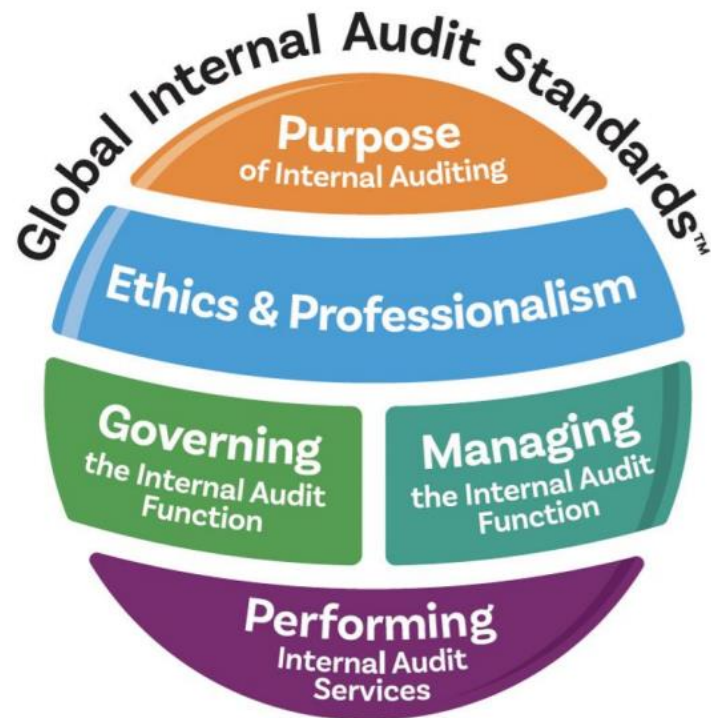 Global Internal Audit Standards™
Purpose
of Internal Auditing
Ethics & Professionalism
Governing
the Internal Audit
Function
Managing
the Internal Audit
Function
Performing
Internal Audit
Services